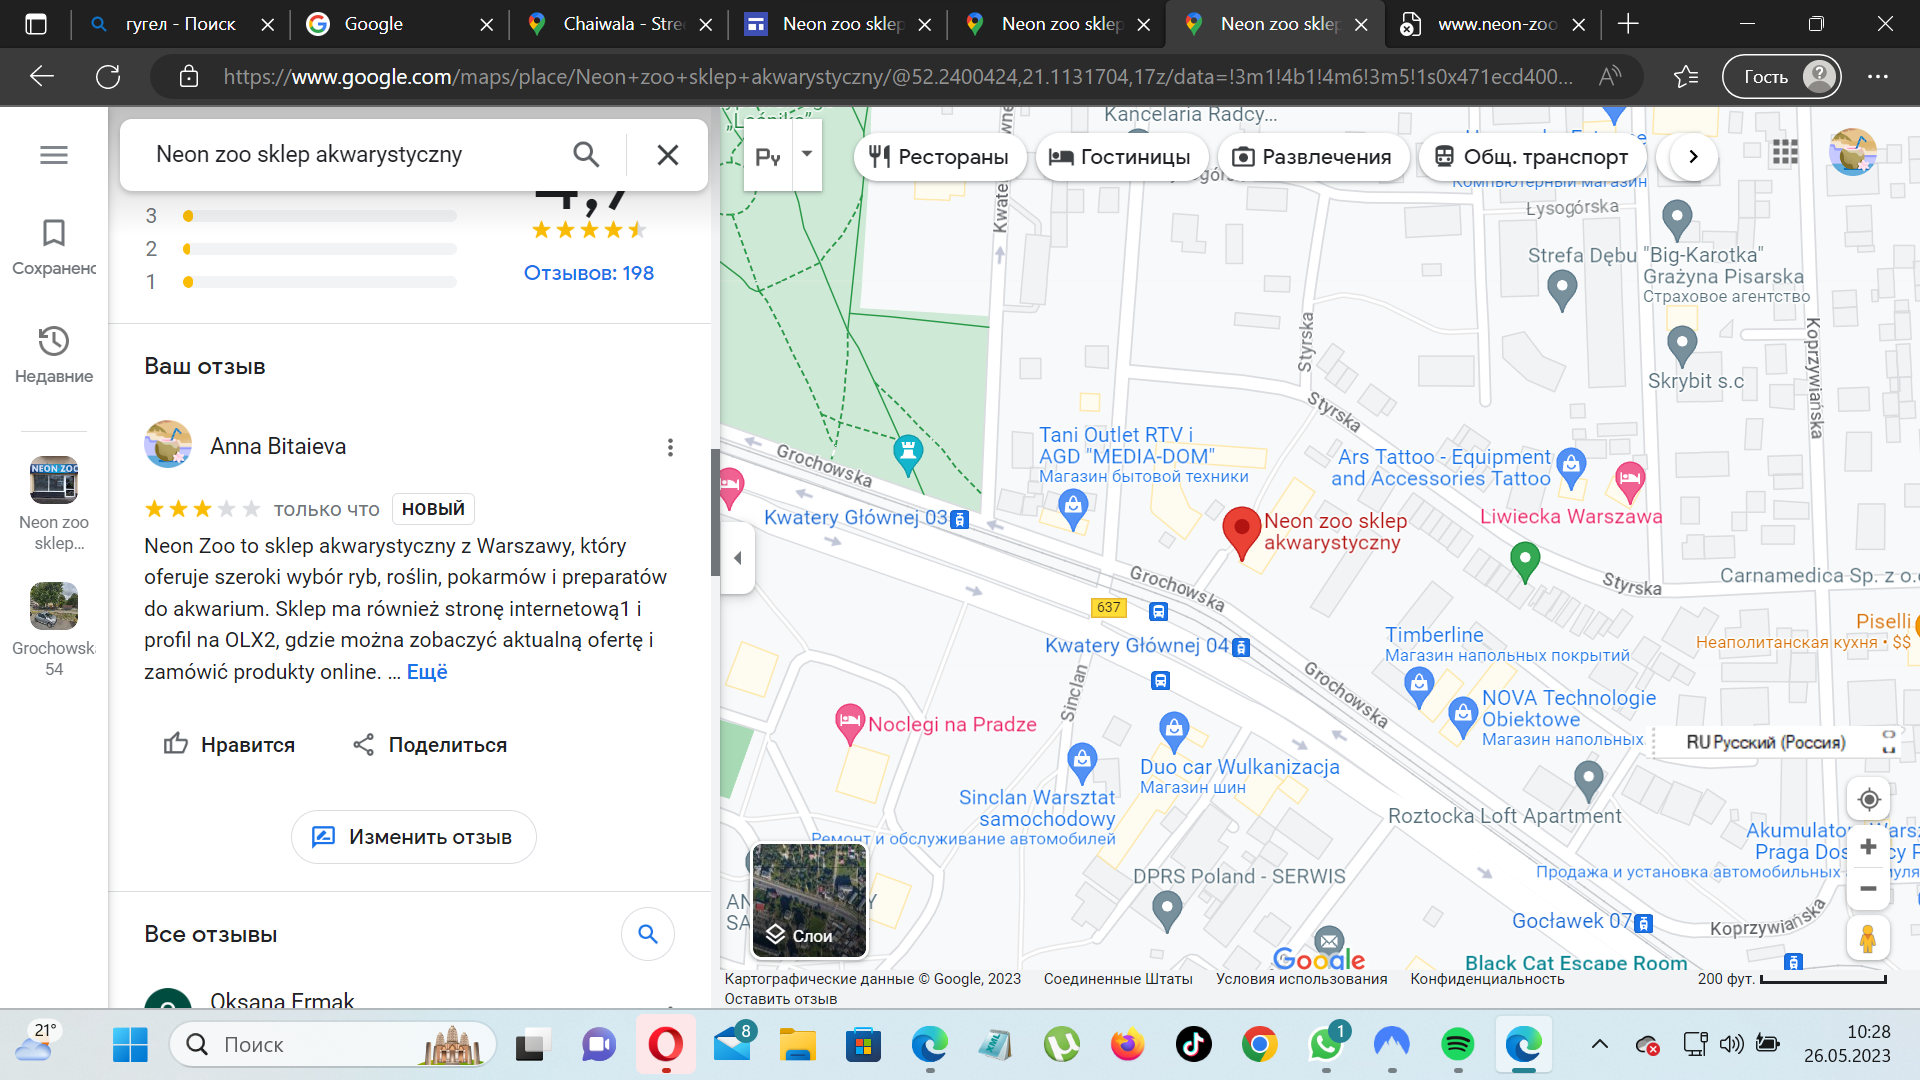 гугел - Поиск
Google
Chaiwala - Stree
Neon zoo sklep
Neon zoo sklep
Neon zoo sklep
www.neon-zoo
https://www.google.com/maps/place/Neon+zoo+sklep+akwarystyczny/@52.2400424,21.1131704,17z/data=!3m1!4b1!4m6!3m5!1s0x471ecd400...
Гость
Neon zoo sklep akwarystyczny
Сохранено
Недавние
Neon zoo
sklep...
Grochowsk
54
4,7
3
2
1
Отзывов: 198
Ваш отзыв
Anna Bitaieva
только что
НОВЫЙ
Neon Zoo to sklep akwarystyczny z Warszawy, który
oferuje szeroki wybór ryb, roślin, pokarmów i preparatów
do akwarium. Sklep ma również stronę internetową1 i
profil na OLX2, gdzie można zobaczyć aktualną ofertę i
zamówić produkty online. ... Ещё
Нравится
Поделиться
Изменить отзыв
Все отзывы
Oksana Ermak
Ру
Рестораны
Гостиницы
Развлечения
Общ. транспорт
Kancelaria Radcy...
Компьютерный магазин
Łysogórska
Strefa Dębu
"Big-Karotka"
Grażyna Pisarska
Страховое агентство
Skrybit s.c
Koprzywiańska
Styrska
Styrska
Styrska
Tani Outlet RTV i
AGD "MEDIA-DOM"
Магазин бытовой техники
Grochowska
Kwatery Głównej 03
Ars Tattoo - Equipment
and Accessories Tattoo
Liwiecka Warszawa
Neon zoo sklep
akwarystyczny
Grochowska
637
Kwatery Głównej 04
Carnamedica Sp. z o.
Piselli
Неаполитанская кухня • $$
Timberline
Магазин напольных покрытий
Sinclan
Grochowska
NOVA Technologie
Obiektowe
Магазин напольных
Noclegi na Pradze
RU Русский (Россия)
Duo car Wulkanizacja
Магазин шин
Sinclan Warsztat
samochodowy
Ремонт и обслуживание автомобилей
Roztocka Loft Apartment
Akumulator
Praga
Продажа и установка автомобильных
DPRS Poland - SERWIS
Gocławek 07
Koprzywiańska
Слои
Google
Black Cat Escape Room
Картографические данные © Google, 2023
Соединенные Штаты
Условия использования
Конфиденциальность
200 фут.
Оставить отзыв
21°
Поиск
8
1
10:28
26.05.2023